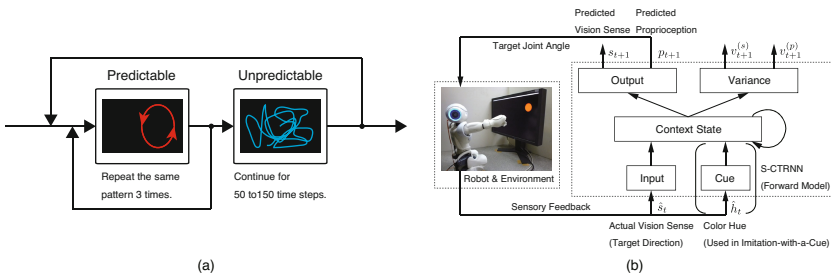 Predictable
Unpredictable
Repeat the same
pattern 3 times.
Continue for
50 to150 time steps.
(a)
Predicted
Vision Sense
Predicted
Proprioception
Target Joint Angle
s_{t+1}
p_{t+1}
v_{t+1}^{(s)}
v_{t+1}^{(p)}
Output
Variance
Context State
S-CTRNN
(Forward Model)
Input
Cue
Robot & Environment
Sensory Feedback
ŝ_t
ĥ_t
Actual Vision Sense
(Target Direction)
Color Hue
(Used in Imitation-with-a-Cue)
(b)